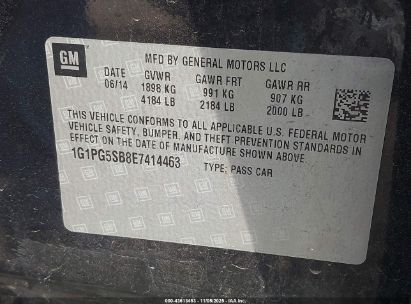 GM
MFD BY GENERAL MOTORS LLC
DATE GVWR GAWR FRT GAWR RR
06/14 1898 KG 991 KG 907 KG
4184 LB 2184 LB 2000 LB
THIS VEHICLE CONFORMS TO ALL APPLICABLE U.S. FEDERAL MOTOR
VEHICLE SAFETY, BUMPER, AND THEFT PREVENTION STANDARDS IN
EFFECT ON THE DATE OF MANUFACTURE SHOWN ABOVE.
1G1PG5SB8E7414463
TYPE: PASS CAR